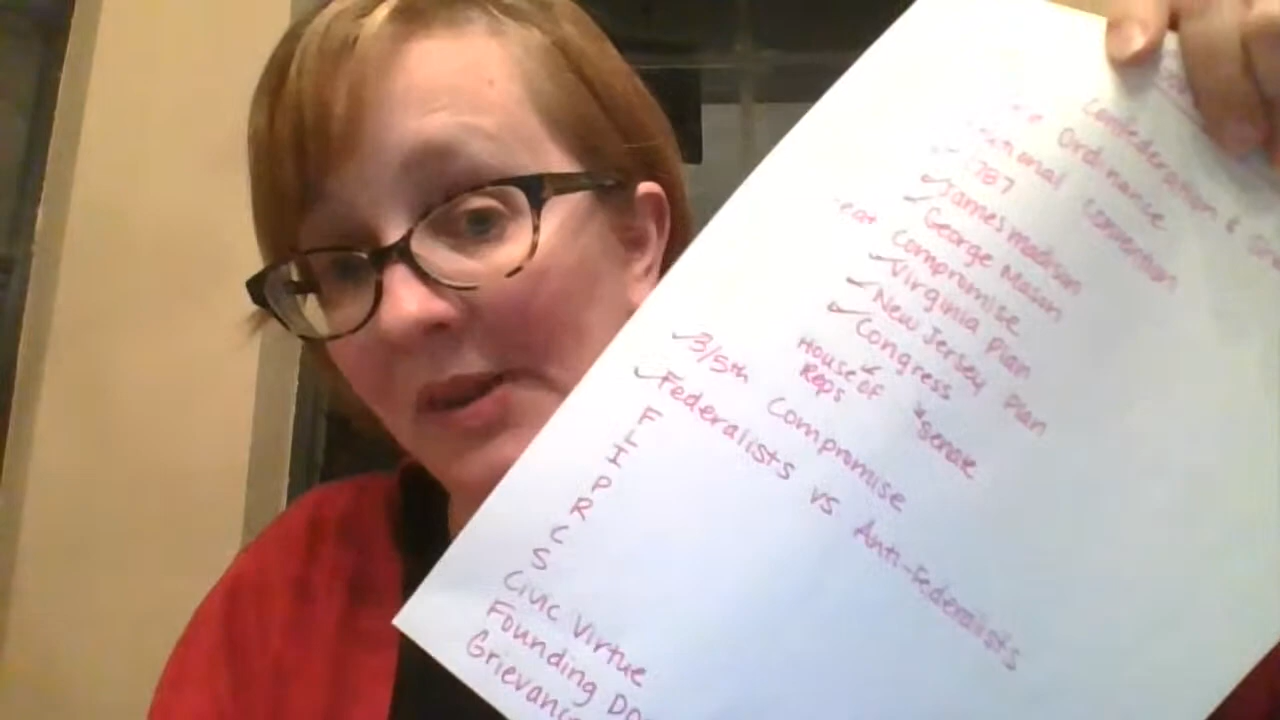 Confederation &
Ordinance
Convention
1787
James Madison
George Mason
Compromise
Virginia Plan
New Jersey Plan
Congress
House of Reps
Senate
3/5th Compromise
Federalists vs Anti-Federalists
F
L
I
P
R
C
S
Civic Virtue
Founding